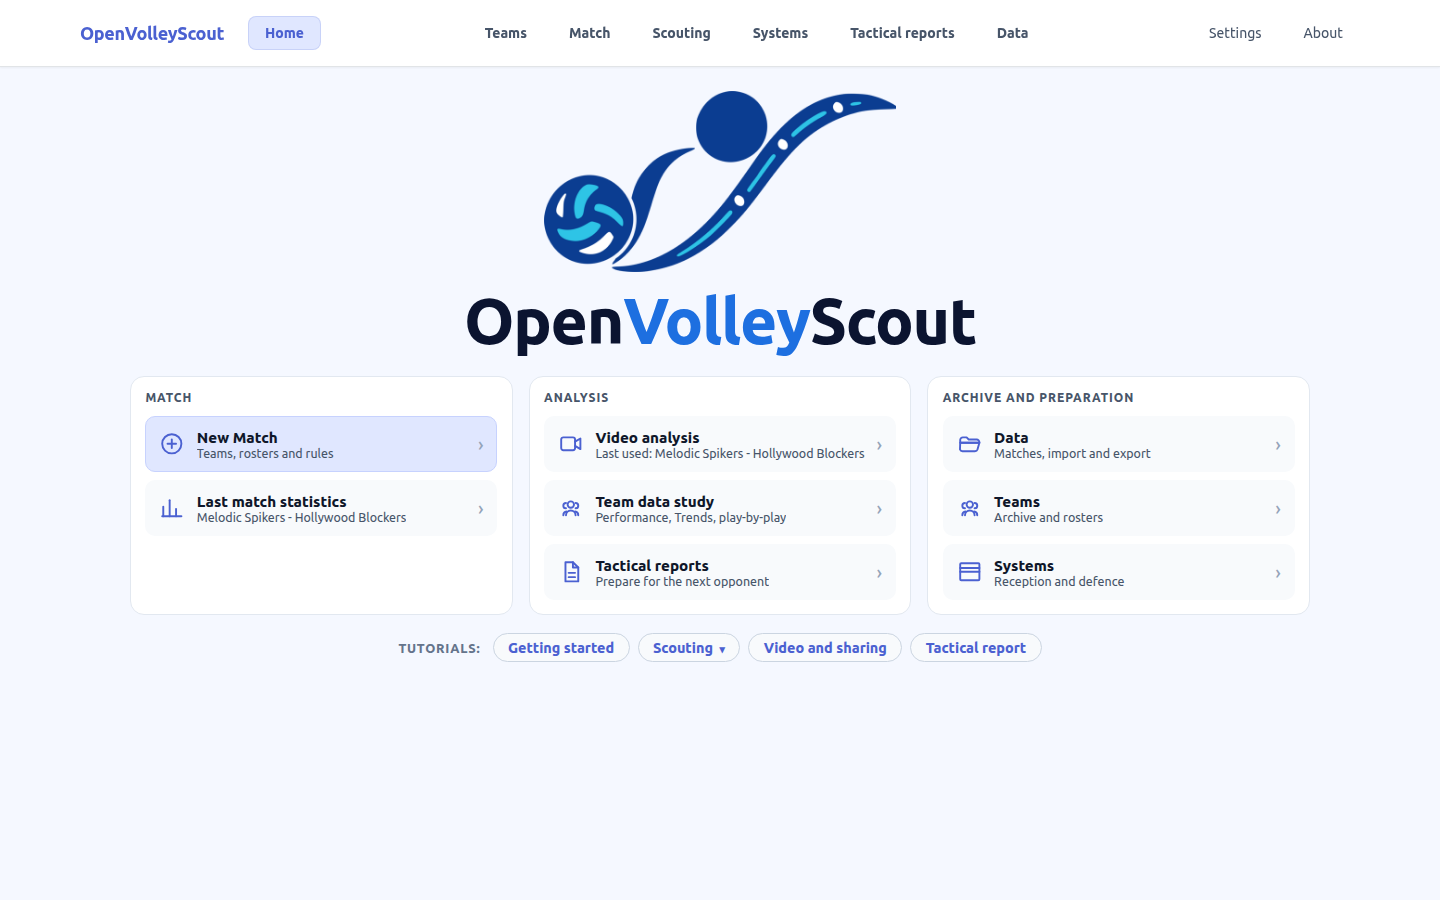 OpenVolleyScout
Home
Teams
Match
Scouting
Systems
Tactical reports
Data
Settings
About
OpenVolleyScout
MATCH
New Match
Teams, rosters and rules
Last match statistics
Melodic Spikers - Hollywood Blockers
ANALYSIS
Video analysis
Last used: Melodic Spikers - Hollywood Blockers
Team data study
Performance, Trends, play-by-play
Tactical reports
Prepare for the next opponent
ARCHIVE AND PREPARATION
Data
Matches, import and export
Teams
Archive and rosters
Systems
Reception and defence
TUTORIALS:
Getting started
Scouting ▾
Video and sharing
Tactical report